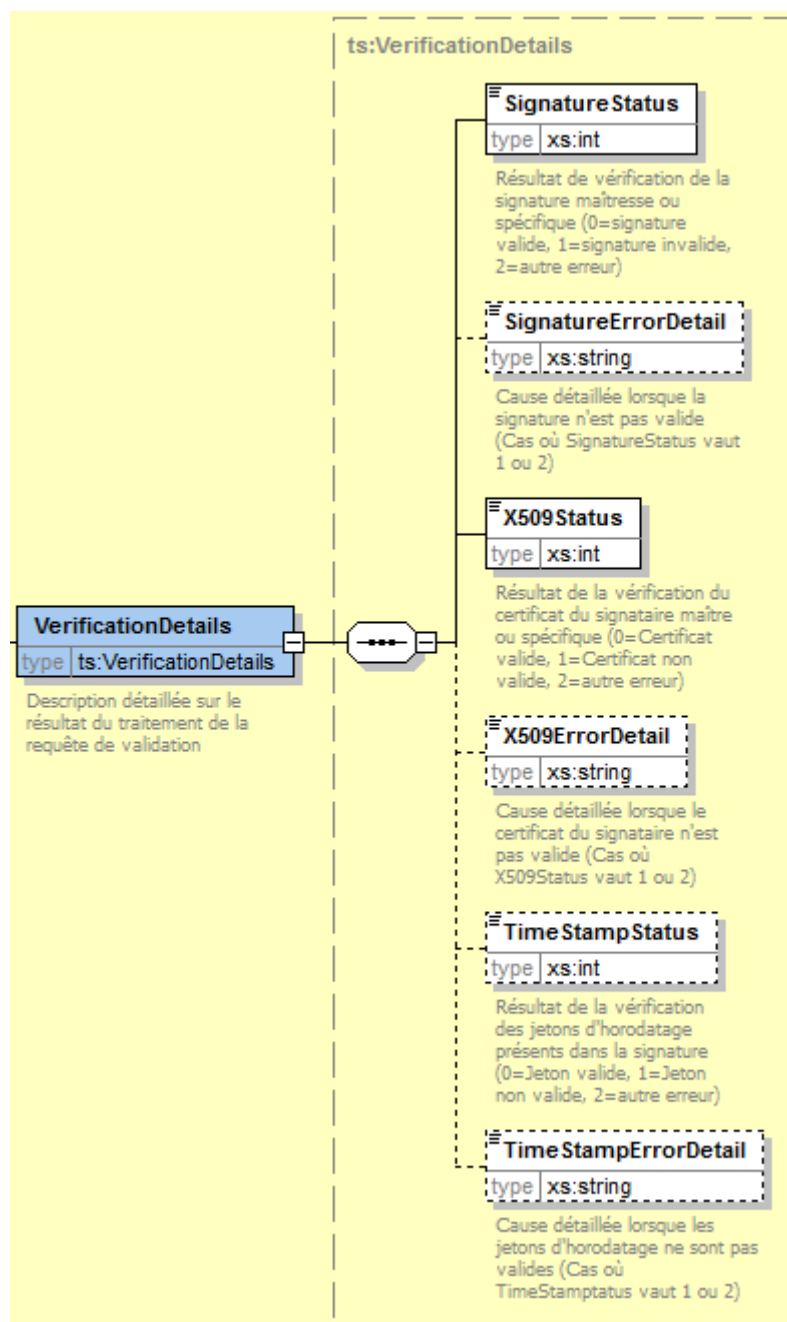 ts:VerificationDetails
SignatureStatus
type xs:int
Résultat de vérification de la
signature maîtresse ou
spécifique (0=signature
valide, 1=signature invalide,
2=autre erreur)
SignatureErrorDetail
type xs:string
Cause détaillée lorsque la
signature n'est pas valide
(Cas où SignatureStatus vaut
1 ou 2)
X509Status
type xs:int
Résultat de la vérification du
certificat du signataire maître
ou spécifique (0=Certificat
valide, 1=Certificat non
valide, 2=autre erreur)
VerificationDetails
type ts:VerificationDetails
Description détaillée sur le
résultat du traitement de la
requête de validation
X509ErrorDetail
type xs:string
Cause détaillée lorsque le
certificat du signataire n'est
pas valide (Cas où
X509Status vaut 1 ou 2)
TimeStampStatus
type xs:int
Résultat de la vérification
des jetons d'horodatage
présents dans la signature
(0=Jeton valide, 1=Jeton
non valide, 2=autre erreur)
TimeStampErrorDetail
type xs:string
Cause détaillée lorsque les
jetons d'horodatage ne sont pas
valides (Cas où
TimeStamptatus vaut 1 ou 2)